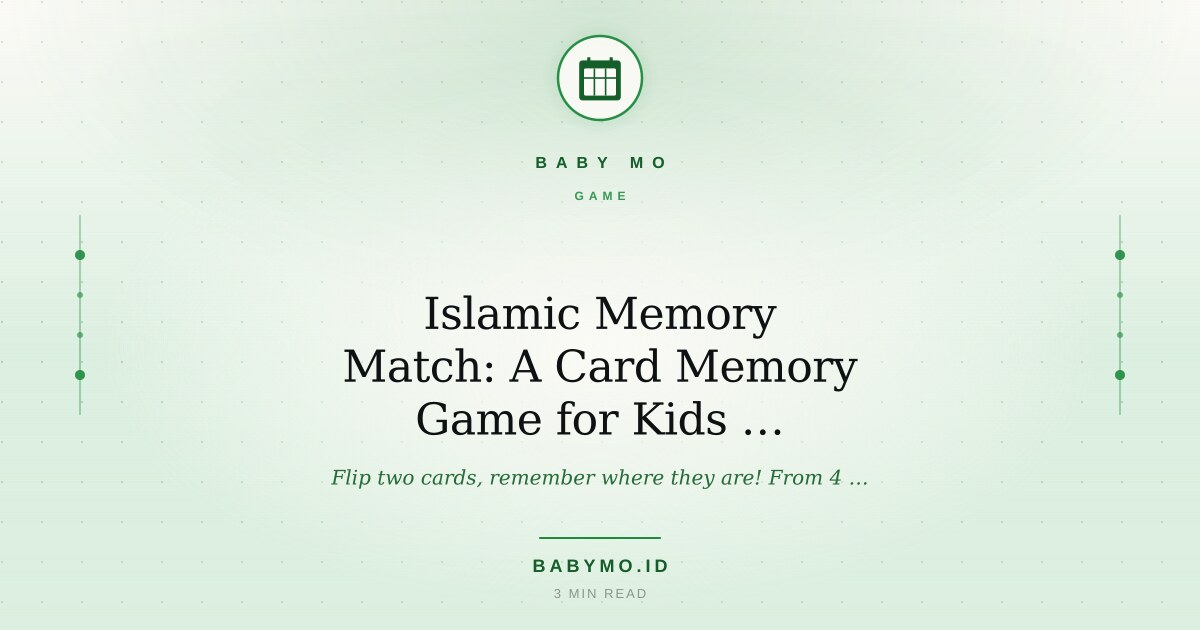 BABY MO
GAME
Islamic Memory
Match: A Card Memory
Game for Kids …
Flip two cards, remember where they are! From 4 …
BABYMO.ID
3 MIN READ